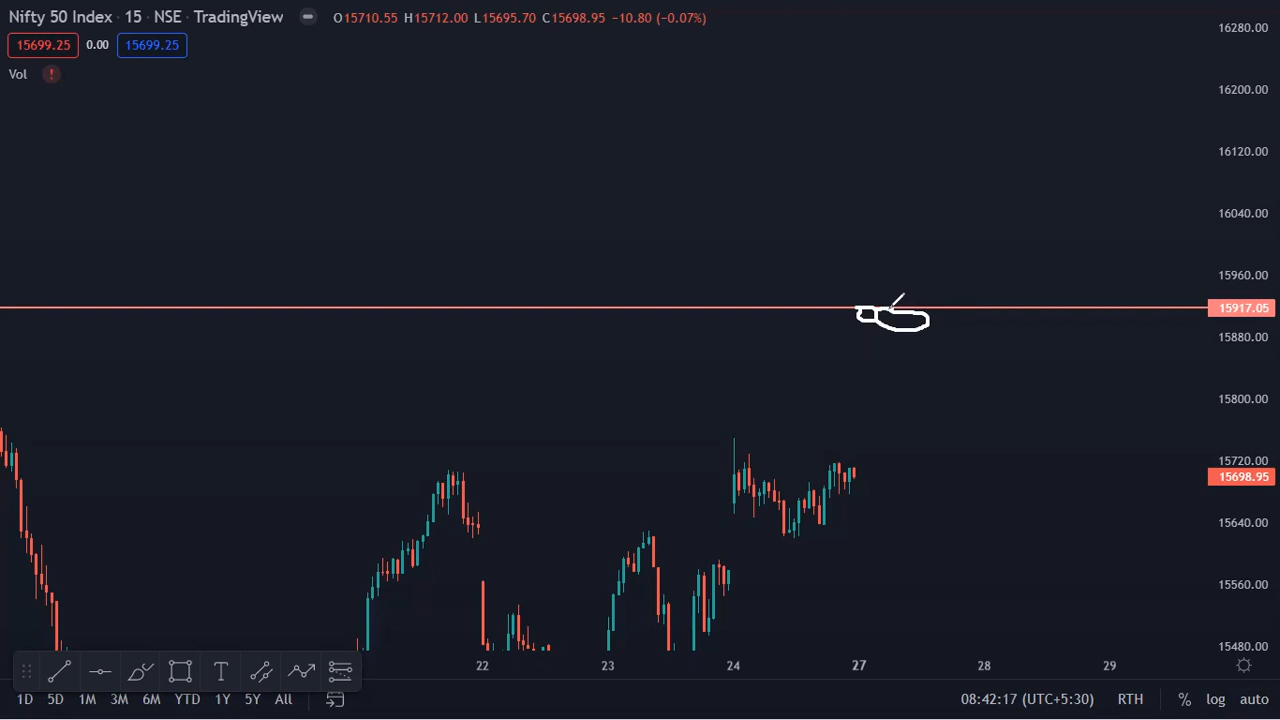 Nifty 50 Index · 15 · NSE · TradingView O15710.55 H15712.00 L15695.70 C15698.95 −10.80 (−0.07%)
15699.25 0.00 15699.25
Vol !
16280.00
16200.00
16120.00
16040.00
15960.00
15917.05
15880.00
15800.00
15720.00
15698.95
15640.00
15560.00
15480.00
22 23 24 27 28 29
T
1D 5D 1M 3M 6M YTD 1Y 5Y All 08:42:17 (UTC+5:30) RTH % log auto